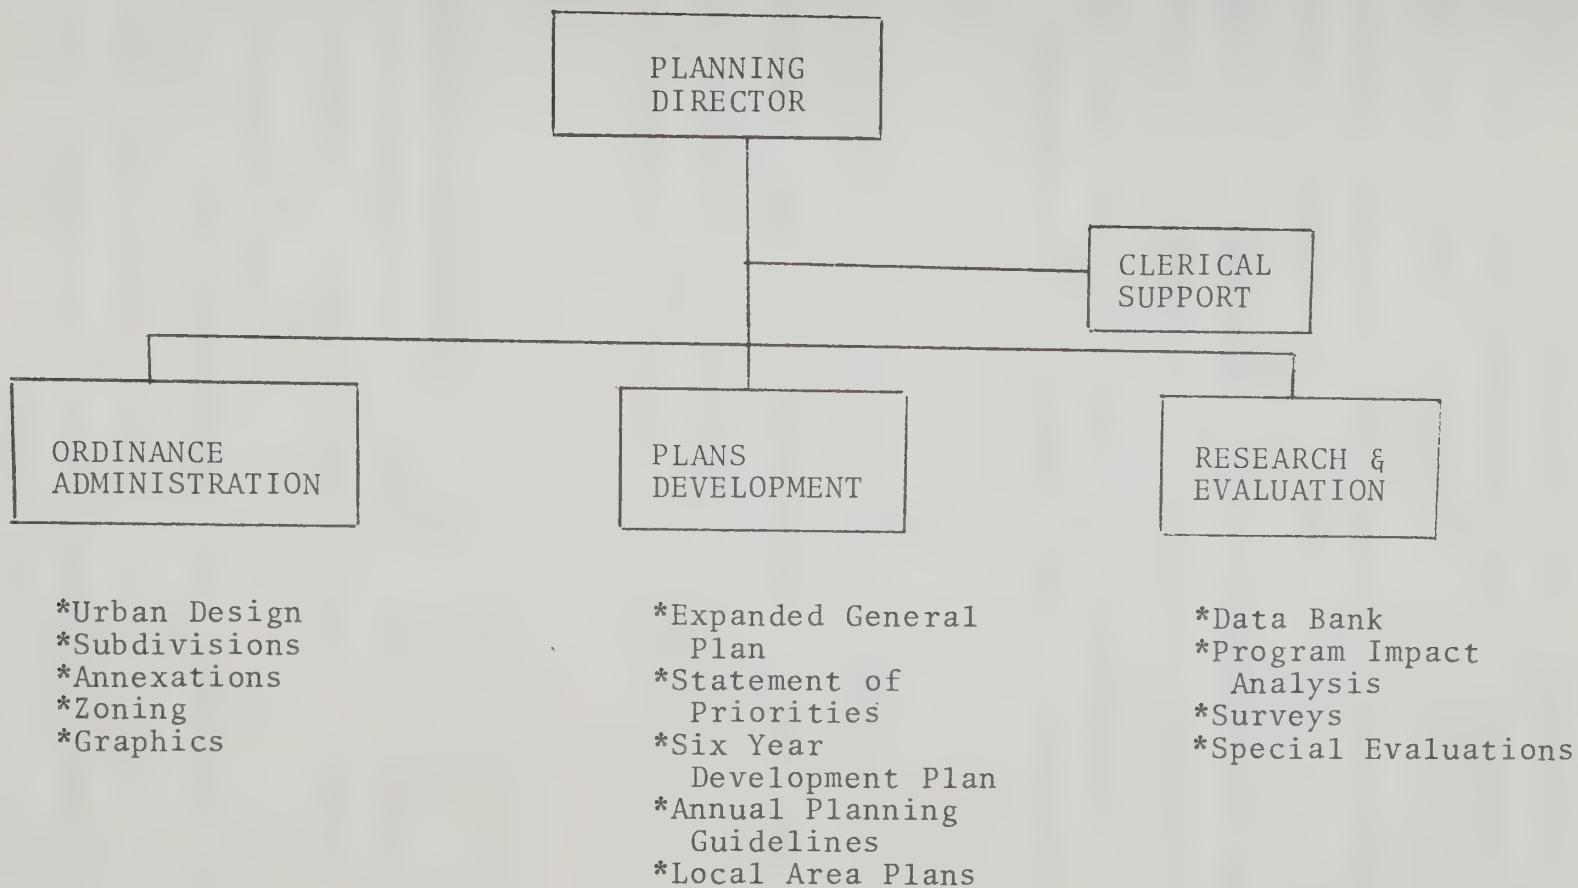 PLANNING
DIRECTOR
CLERICAL
SUPPORT
ORDINANCE
ADMINISTRATION
PLANS
DEVELOPMENT
RESEARCH &
EVALUATION
*Urban Design
*Subdivisions
*Annexations
*Zoning
*Graphics
*Expanded General
Plan
*Statement of
Priorities
*Six Year
Development Plan
*Annual Planning
Guidelines
*Local Area Plans
*Data Bank
*Program Impact
Analysis
*Surveys
*Special Evaluations